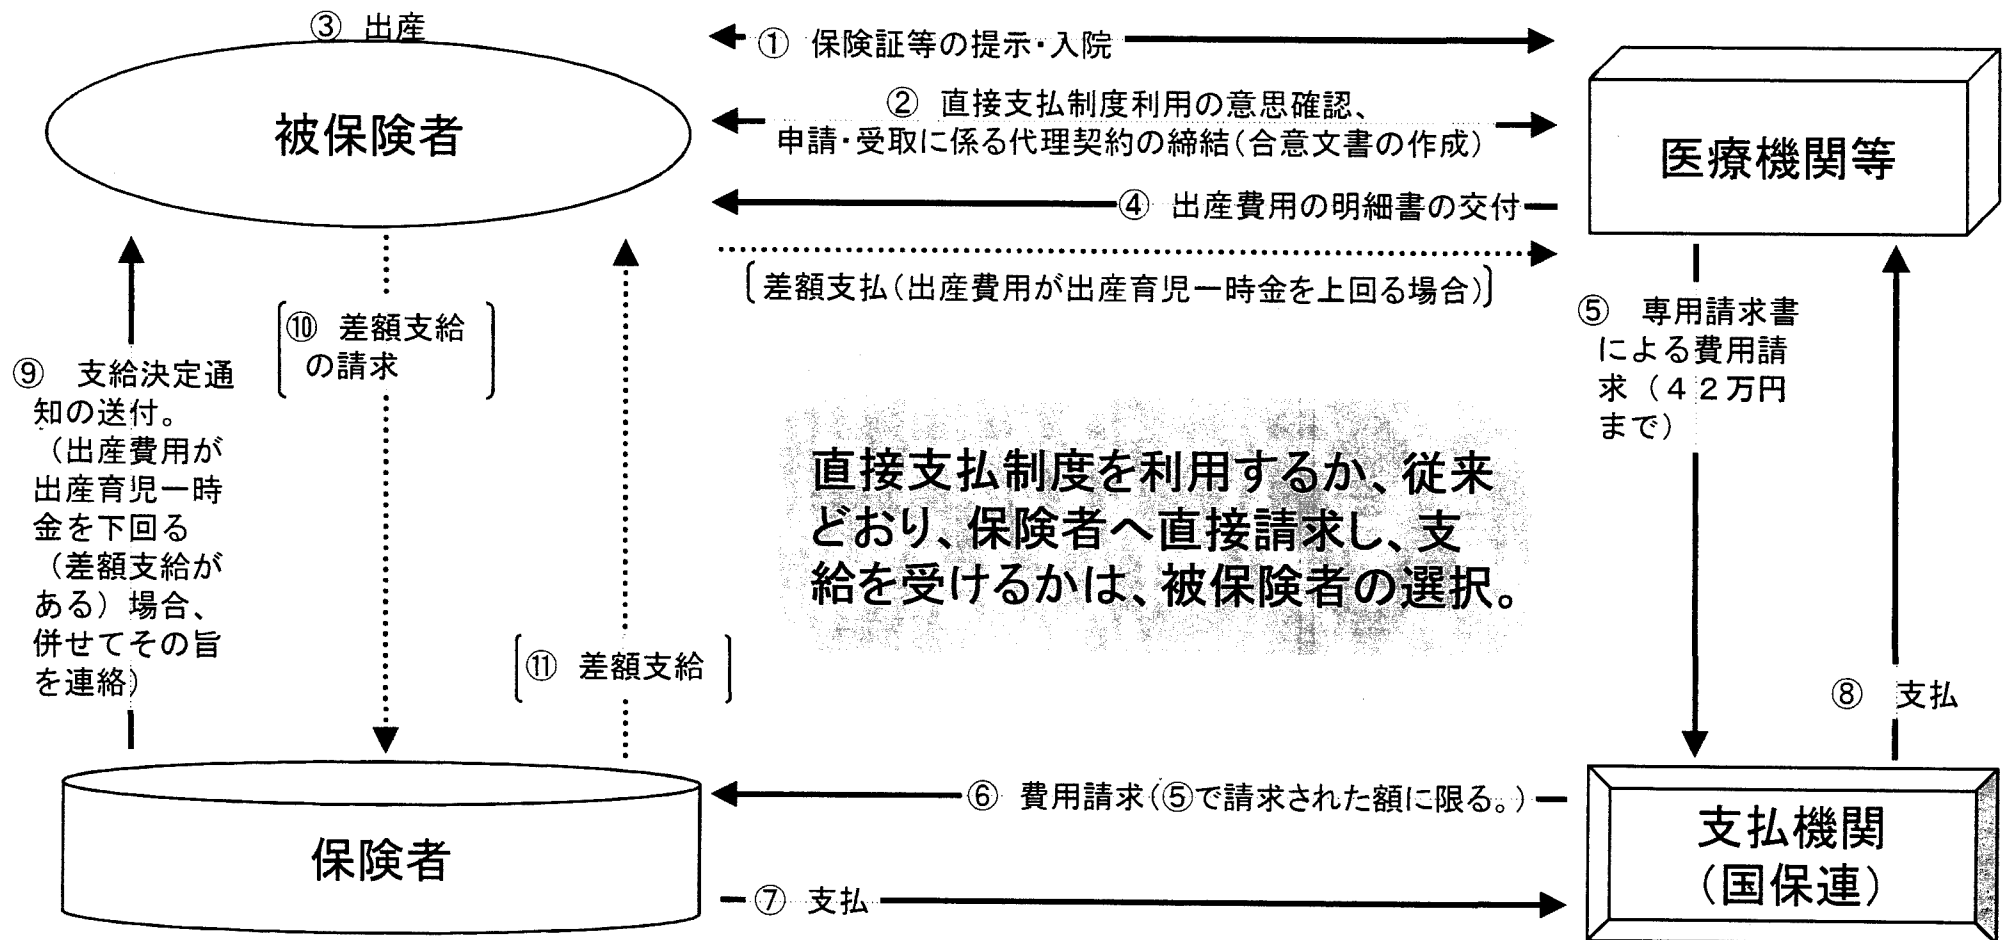 ③ 出産
被保険者
① 保険証等の提示・入院
② 直接支払制度利用の意思確認、
申請・受取に係る代理契約の締結(合意文書の作成)
④ 出産費用の明細書の交付
差額支払(出産費用が出産育児一時金を上回る場合)
医療機関等
⑨ 支給決定通
知の送付。
(出産費用が
出産育児一時
金を下回る
(差額支給が
ある)場合、
併せてその旨
を連絡)
⑩ 差額支給
の請求
⑪ 差額支給
直接支払制度を利用するか、従来
どおり、保険者へ直接請求し、支
給を受けるかは、被保険者の選択。
⑤ 専用請求書
による費用請
求(42万円
まで)
⑧ 支払
⑥ 費用請求(⑤で請求された額に限る。)
⑦ 支払
保険者
支払機関
(国保連)